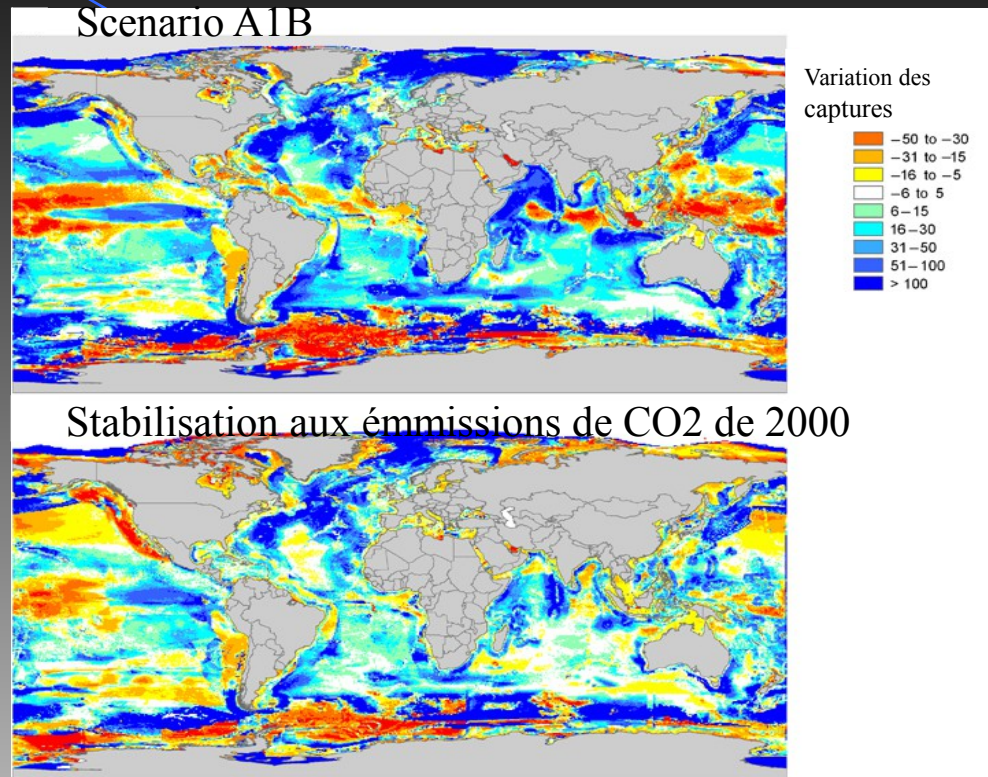 Scenario A1B
Variation des
captures
–50 to –30
–31 to –15
–16 to –5
–6 to 5
6–15
16–30
31–50
51–100
> 100
Stabilisation aux émmissions de CO2 de 2000